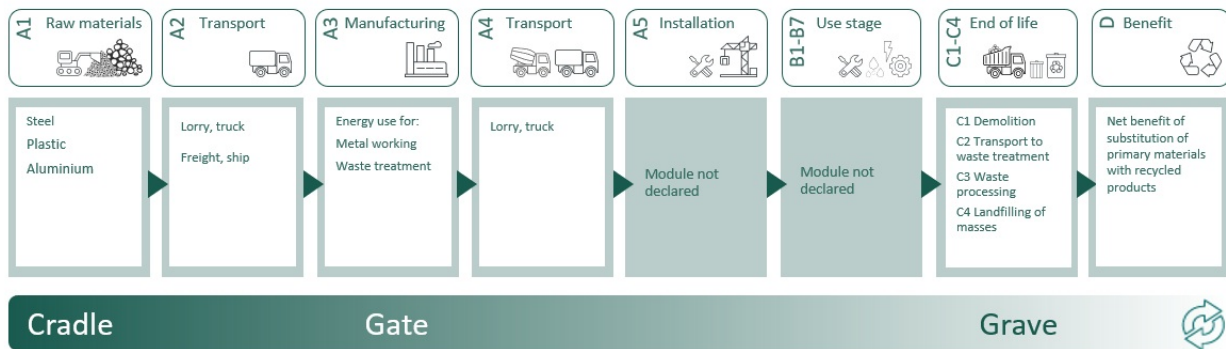 A1 Raw materials
A2 Transport
A3 Manufacturing
A4 Transport
A5 Installation
B1-B7 Use stage
C1-C4 End of life
D Benefit
Steel
Plastic
Aluminium
Lorry, truck
Freight, ship
Energy use for:
Metal working
Waste treatment
Lorry, truck
Module not
declared
Module not
declared
C1 Demolition
C2 Transport to
waste treatment
C3 Waste
processing
C4 Landfilling of
masses
Net benefit of
substitution of
primary materials
with recycled
products
Cradle
Gate
Grave